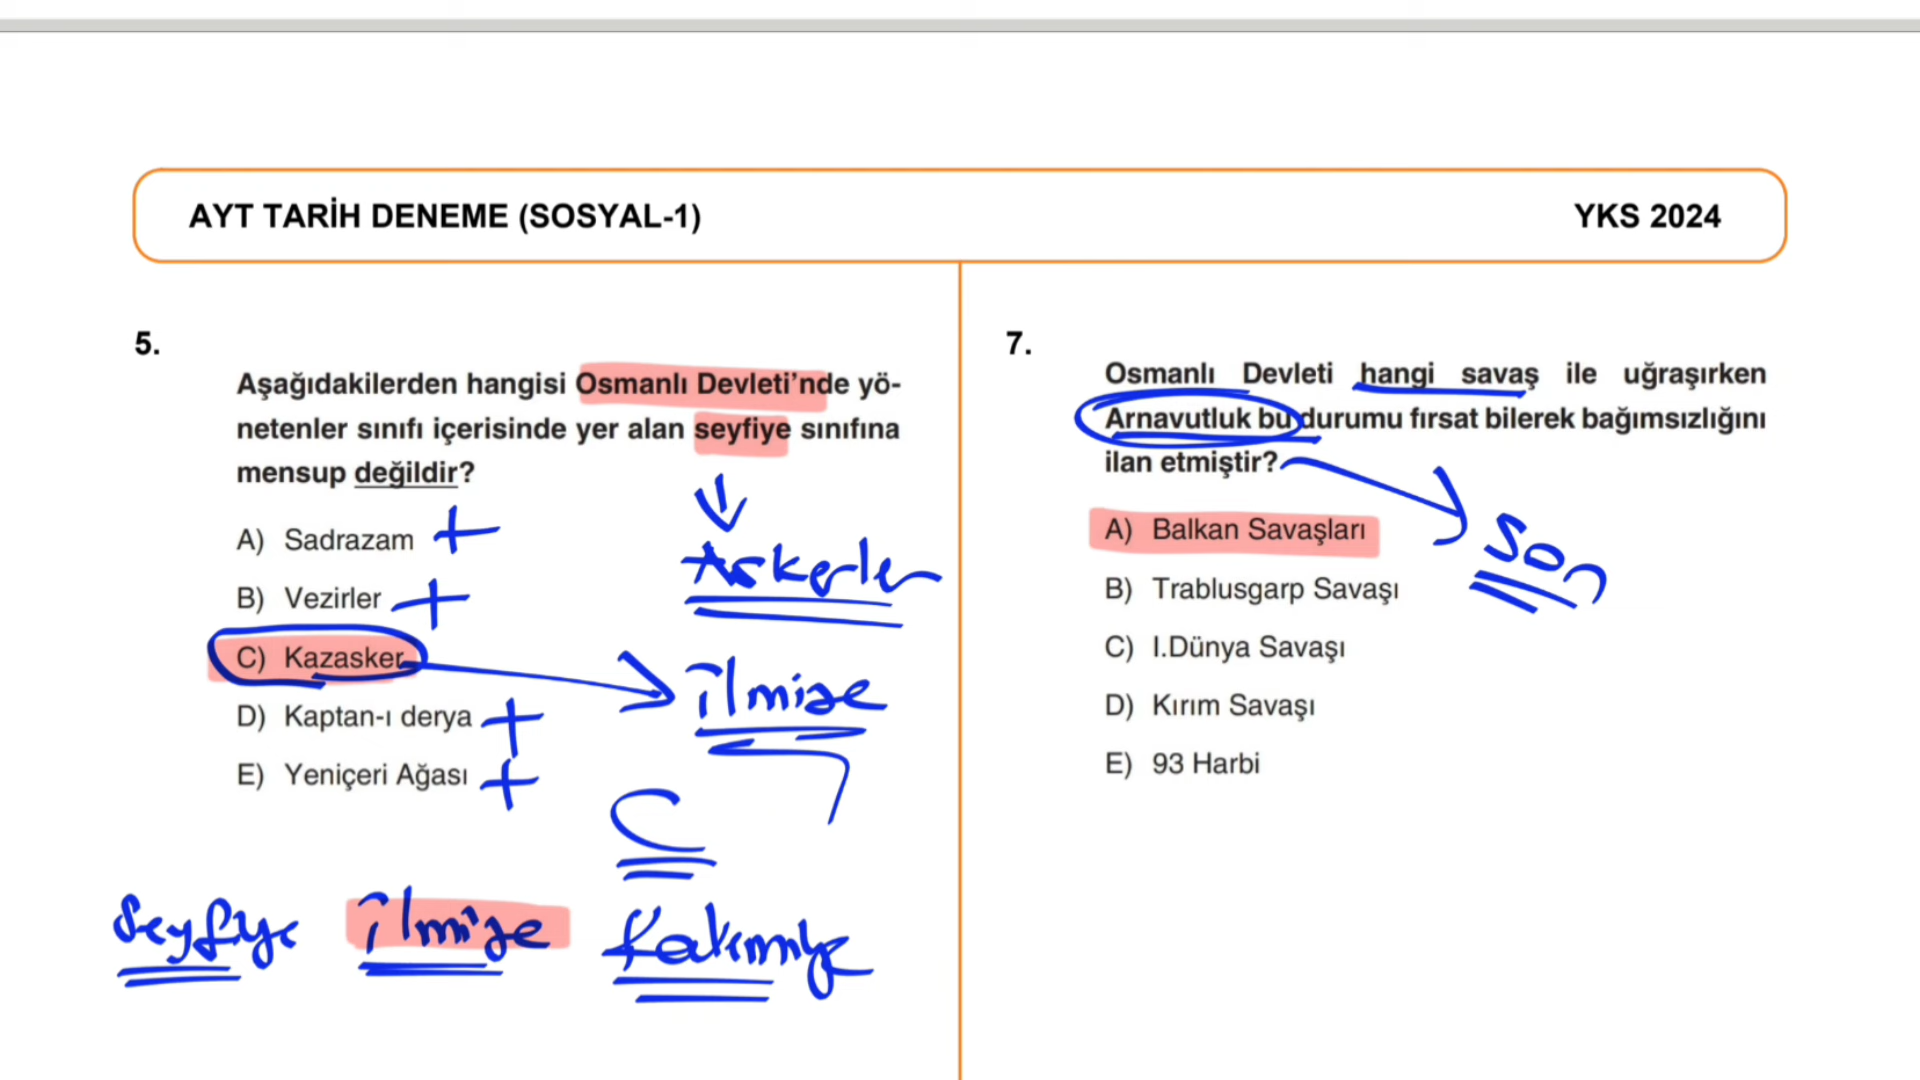 AYT TARİH DENEME (SOSYAL-1)
YKS 2024
5.
Aşağıdakilerden hangisi Osmanlı Devleti'nde yö-
netenler sınıfı içerisinde yer alan seyfiye sınıfına
mensup değildir?
A) Sadrazam +
B) Vezirler +
C) Kazasker
D) Kaptan-ı derya +
E) Yeniçeri Ağası +
Askerler
ilmiye
C
Seyfiye ilmiye kalemiye
7.
Osmanlı Devleti hangi savaş ile uğraşırken
Arnavutluk bu durumu fırsat bilerek bağımsızlığını
ilan etmiştir?
A) Balkan Savaşları
B) Trablusgarp Savaşı
C) I.Dünya Savaşı
D) Kırım Savaşı
E) 93 Harbi
son